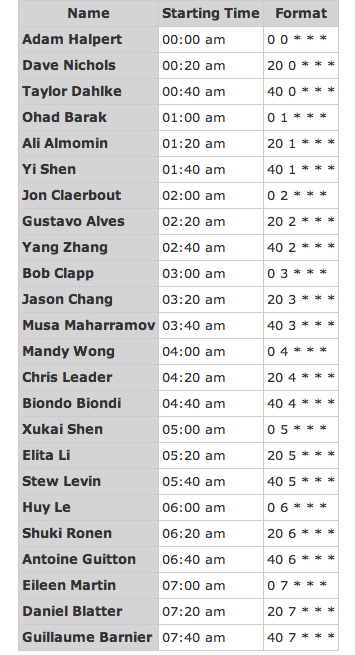 Name Starting Time Format
Adam Halpert 00:00 am 0 0 * * *
Dave Nichols 00:20 am 20 0 * * *
Taylor Dahlke 00:40 am 40 0 * * *
Ohad Barak 01:00 am 0 1 * * *
Ali Almomin 01:20 am 20 1 * * *
Yi Shen 01:40 am 40 1 * * *
Jon Claerbout 02:00 am 0 2 * * *
Gustavo Alves 02:20 am 20 2 * * *
Yang Zhang 02:40 am 40 2 * * *
Bob Clapp 03:00 am 0 3 * * *
Jason Chang 03:20 am 20 3 * * *
Musa Maharramov 03:40 am 40 3 * * *
Mandy Wong 04:00 am 0 4 * * *
Chris Leader 04:20 am 20 4 * * *
Biondo Biondi 04:40 am 40 4 * * *
Xukai Shen 05:00 am 0 5 * * *
Elita Li 05:20 am 20 5 * * *
Stew Levin 05:40 am 40 5 * * *
Huy Le 06:00 am 0 6 * * *
Shuki Ronen 06:20 am 20 6 * * *
Antoine Guitton 06:40 am 40 6 * * *
Eileen Martin 07:00 am 0 7 * * *
Daniel Blatter 07:20 am 20 7 * * *
Guillaume Barnier 07:40 am 40 7 * * *